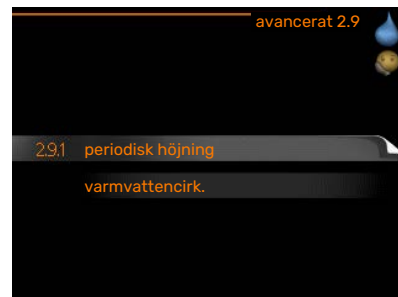 avancerat 2.9
2.9.1 periodisk höjning
varmvattencirk.